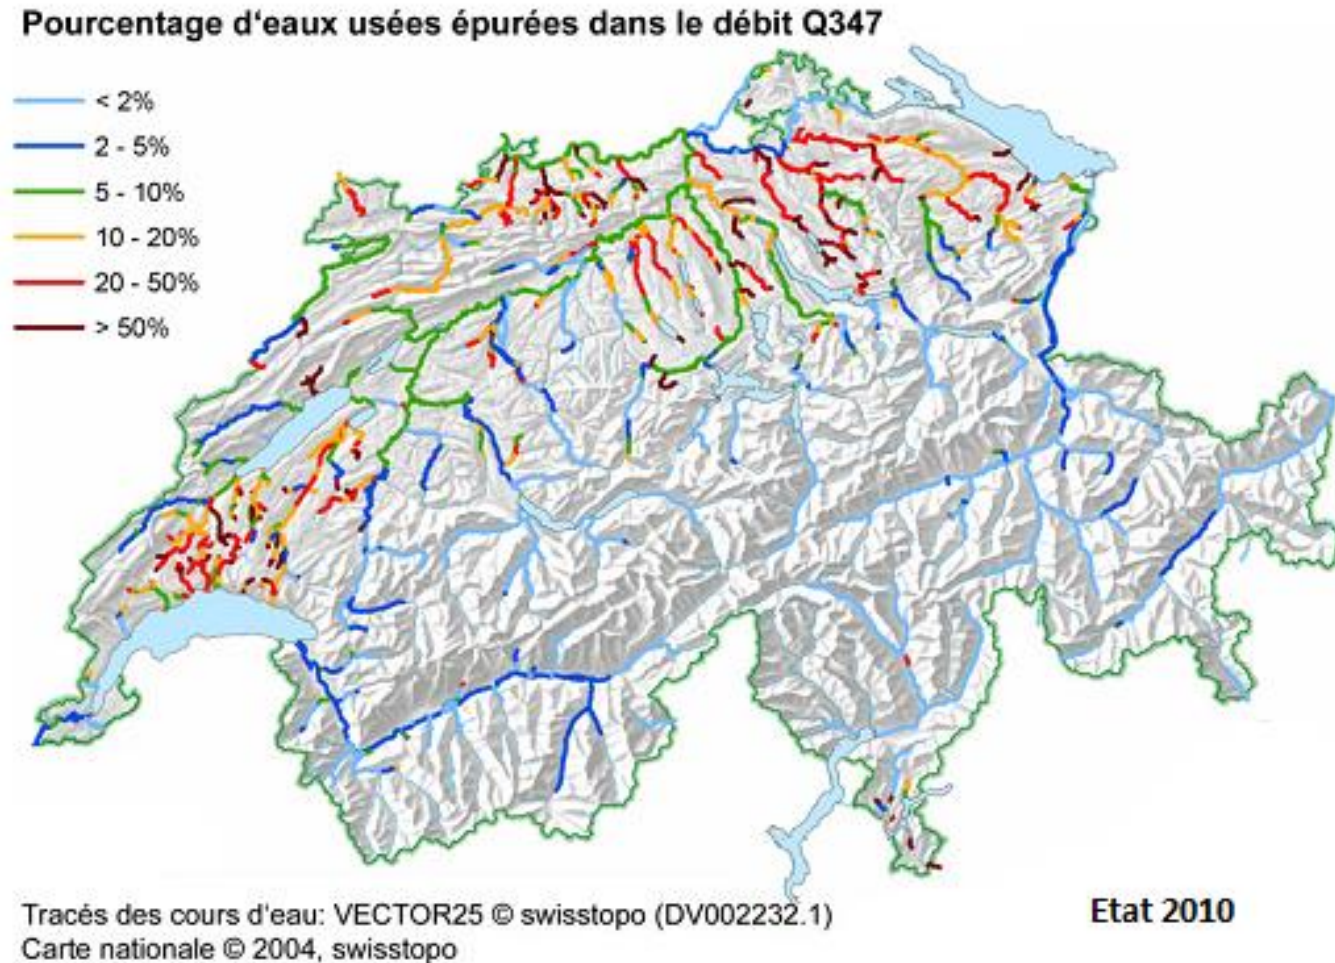 Pourcentage d'eaux usées épurées dans le débit Q347
< 2%
2 - 5%
5 - 10%
10 - 20%
20 - 50%
> 50%
Tracés des cours d'eau: VECTOR25 © swisstopo (DV002232.1)
Carte nationale © 2004, swisstopo
Etat 2010